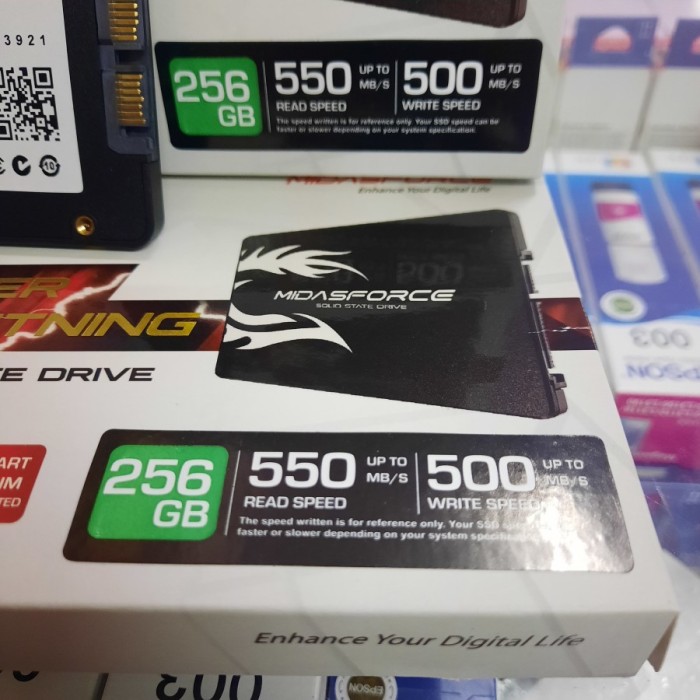 3921
256
GB
550 UP TO
MB/S
READ SPEED
500 UP TO
MB/S
WRITE SPEED
The speed written is for reference only. Your SSD speed can be
faster or slower depending on your system specification.
MIDASFORCE
Enhance Your Digital Life
MIDASFORCE
SOLID STATE DRIVE
TNING
E DRIVE
ART
IM
TED
256
GB
550 UP TO
MB/S
READ SPEED
500 UP TO
MB/S
WRITE SPEED
The speed written is for reference only. Your SSD
faster or slower depending on your system
Enhance Your Digital Life
003
EPSON
003
EPSON